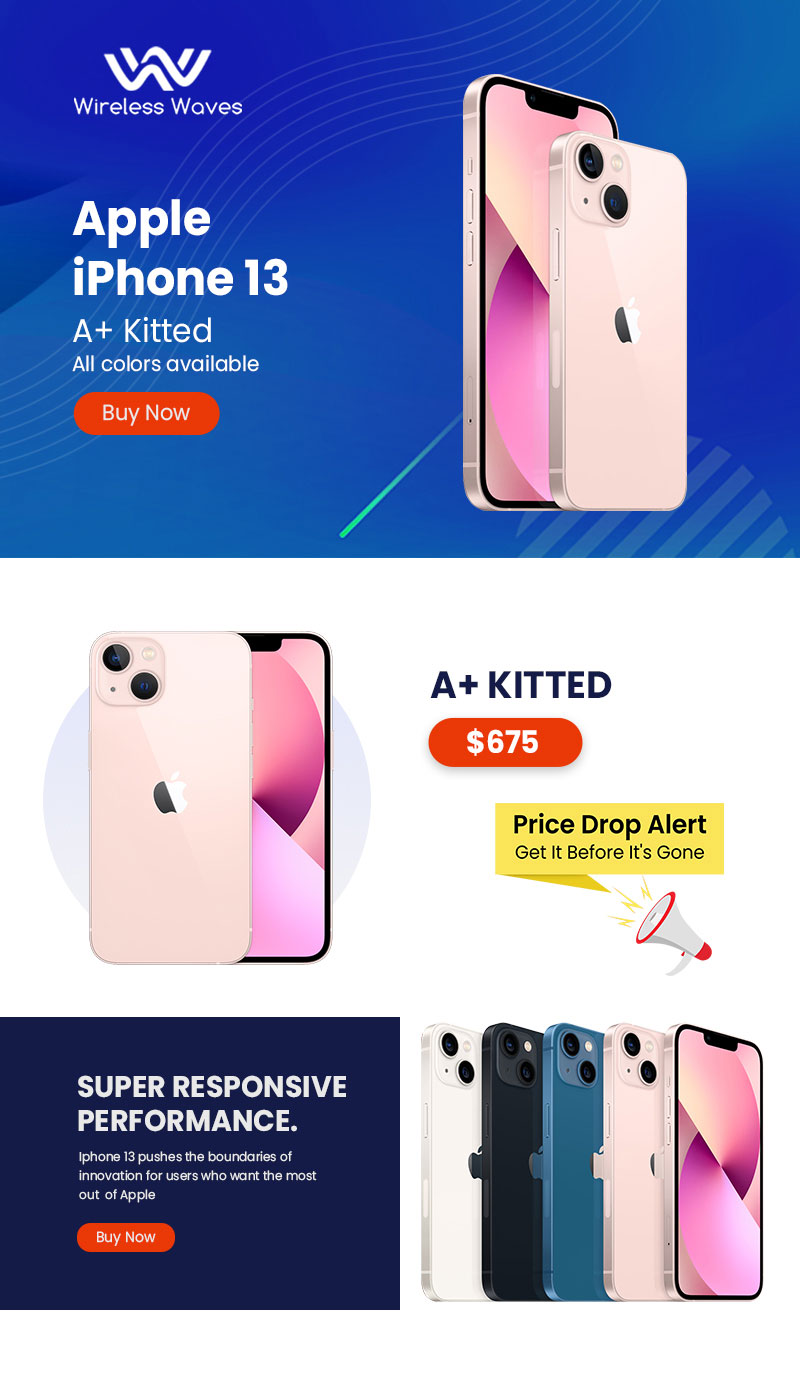 Wireless Waves
Apple
iPhone 13
A+ Kitted
All colors available
Buy Now
A+ KITTED
$675
Price Drop Alert
Get It Before It's Gone
SUPER RESPONSIVE
PERFORMANCE.
Iphone 13 pushes the boundaries of
innovation for users who want the most
out of Apple
Buy Now